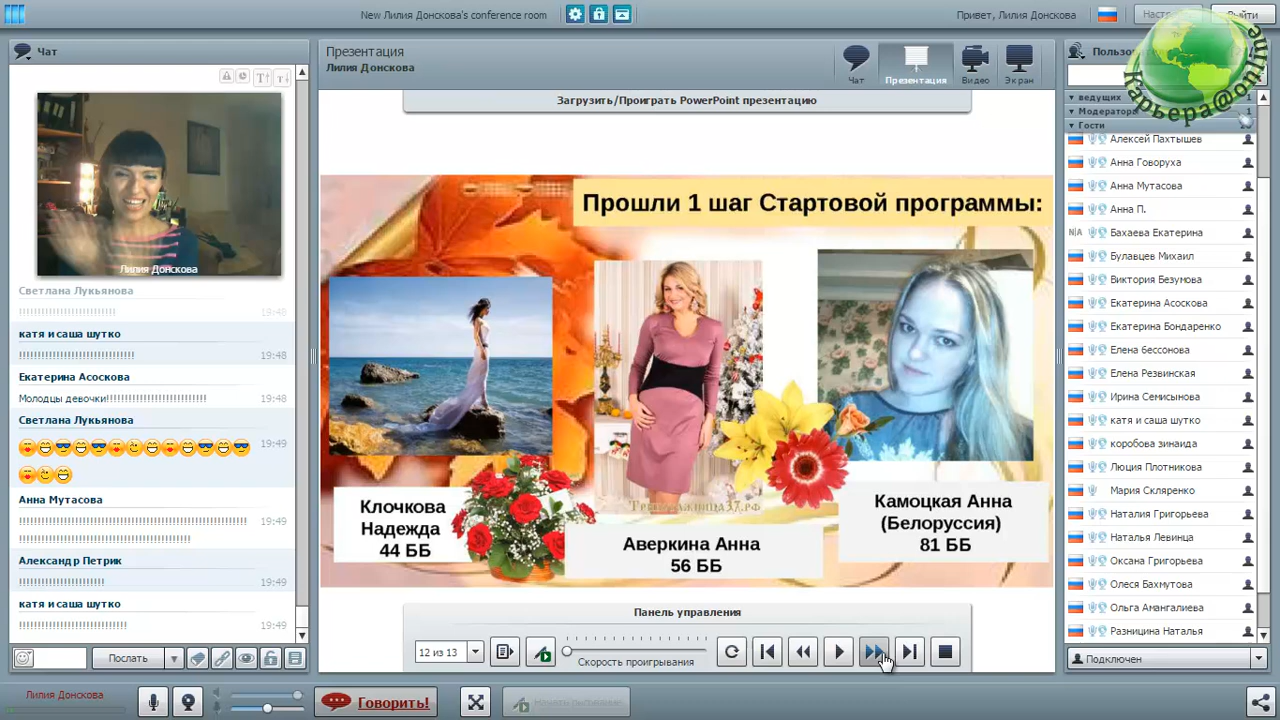 New Лилия Донскова's conference room
Привет, Лилия Донскова
Выйти
Карьера@online
Чат
Лилия Донскова
Светлана Лукьянова
!!!!!!!!!!!!!!!!!!!!!!!!!! 19:48
катя и саша шутко
!!!!!!!!!!!!!!!!!!!!!!!!!!!!!!! 19:48
Екатерина Асоскова
Молодцы девочки!!!!!!!!!!!!!!!!!!!!!!!!!!! 19:48
Светлана Лукьянова
19:49
Анна Мутасова
!!!!!!!!!!!!!!!!!!!!!!!!!!!!!!!!!!!!!!!!!!!!!!!!!!!!!!!!!!!!!! 19:49
!!!!!!!!!!!!!!!!!!!!!!!!!!!!!!!!!!!!!!!!!!!!!!
Александр Петрик
!!!!!!!!!!!!!!!!!!!!!!! 19:49
катя и саша шутко
!!!!!!!!!!!!!!!!!!!!!!!!!!!!! 19:49
Послать
Презентация
Лилия Донскова
Чат
Презентация
Видео
Экран
Загрузить/Проиграть PowerPoint презентацию
Прошли 1 шаг Стартовой программы:
Клочкова
Надежда
44 ББ
Аверкина Анна
56 ББ
Камоцкая Анна
(Белоруссия)
81 ББ
Панель управления
12 из 13
Скорость проигрывания
ведущих 1
Модератора 1
Гости
Алексей Пахтышев
Анна Говоруха
Анна Мутасова
Анна П.
N/A Бахаева Екатерина
Булавцев Михаил
Виктория Безумова
Екатерина Асоскова
Екатерина Бондаренко
Елена бессонова
Елена Резвинская
Ирина Семисынова
катя и саша шутко
коробова зинаида
Люция Плотникова
Мария Скляренко
Наталия Григорьева
Наталья Левинца
Оксана Григорьева
Олеся Бахмутова
Ольга Амангалиева
Разницина Наталья
Подключен
Лилия Донскова
Говорить!